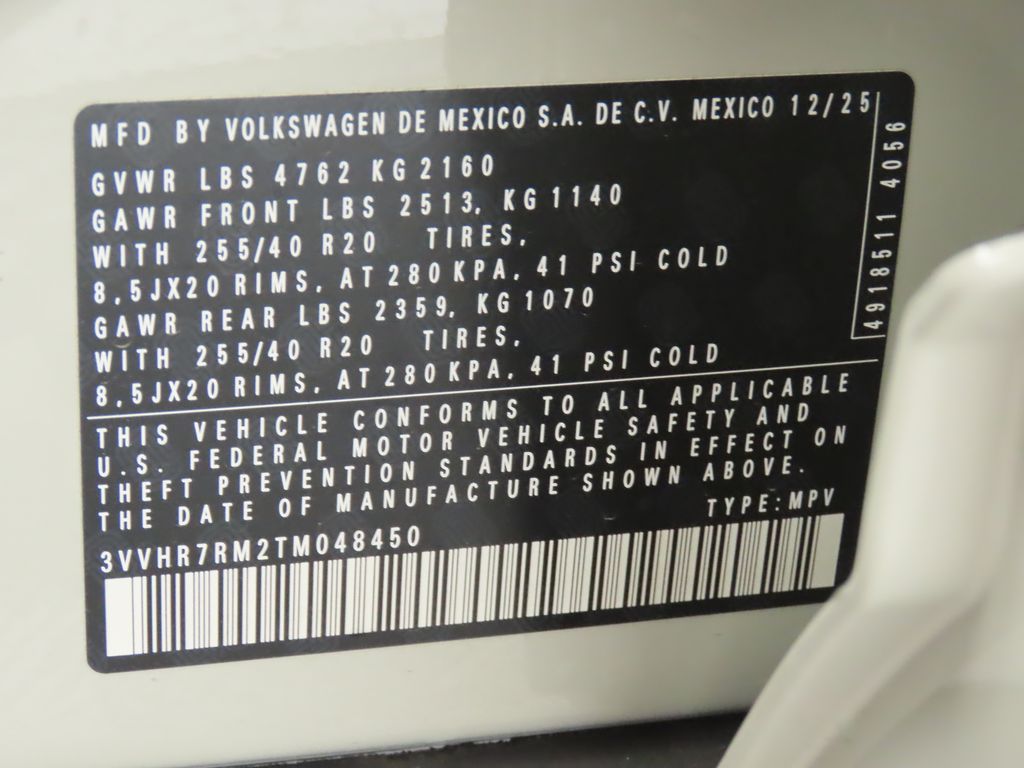 MFD BY VOLKSWAGEN DE MEXICO S.A. DE C.V. MEXICO 12/25
GVWR LBS 4762 KG 2160
GAWR FRONT LBS 2513, KG 1140
WITH 255/40 R20 TIRES,
8,5JX20 RIMS, AT 280 KPA, 41 PSI COLD
GAWR REAR LBS 2359, KG 1070
WITH 255/40 R20 TIRES,
8,5JX20 RIMS, AT 280 KPA, 41 PSI COLD
4918511 4056
THIS VEHICLE CONFORMS TO ALL APPLICABLE
U.S. FEDERAL MOTOR VEHICLE SAFETY AND
THEFT PREVENTION STANDARDS IN EFFECT ON
THE DATE OF MANUFACTURE SHOWN ABOVE.
TYPE: MPV
3VVHR7RM2TM048450